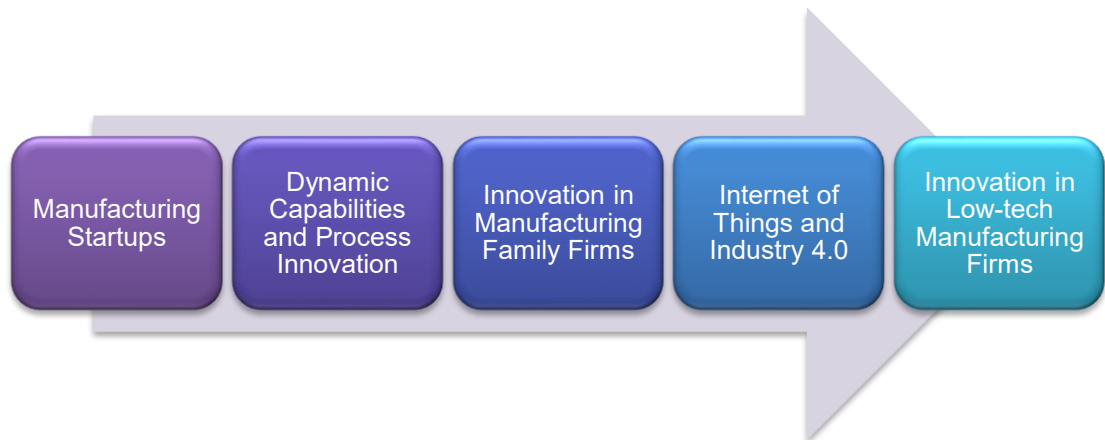 Manufacturing
Startups
Dynamic
Capabilities
and Process
Innovation
Innovation in
Manufacturing
Family Firms
Internet of
Things and
Industry 4.0
Innovation in
Low-tech
Manufacturing
Firms